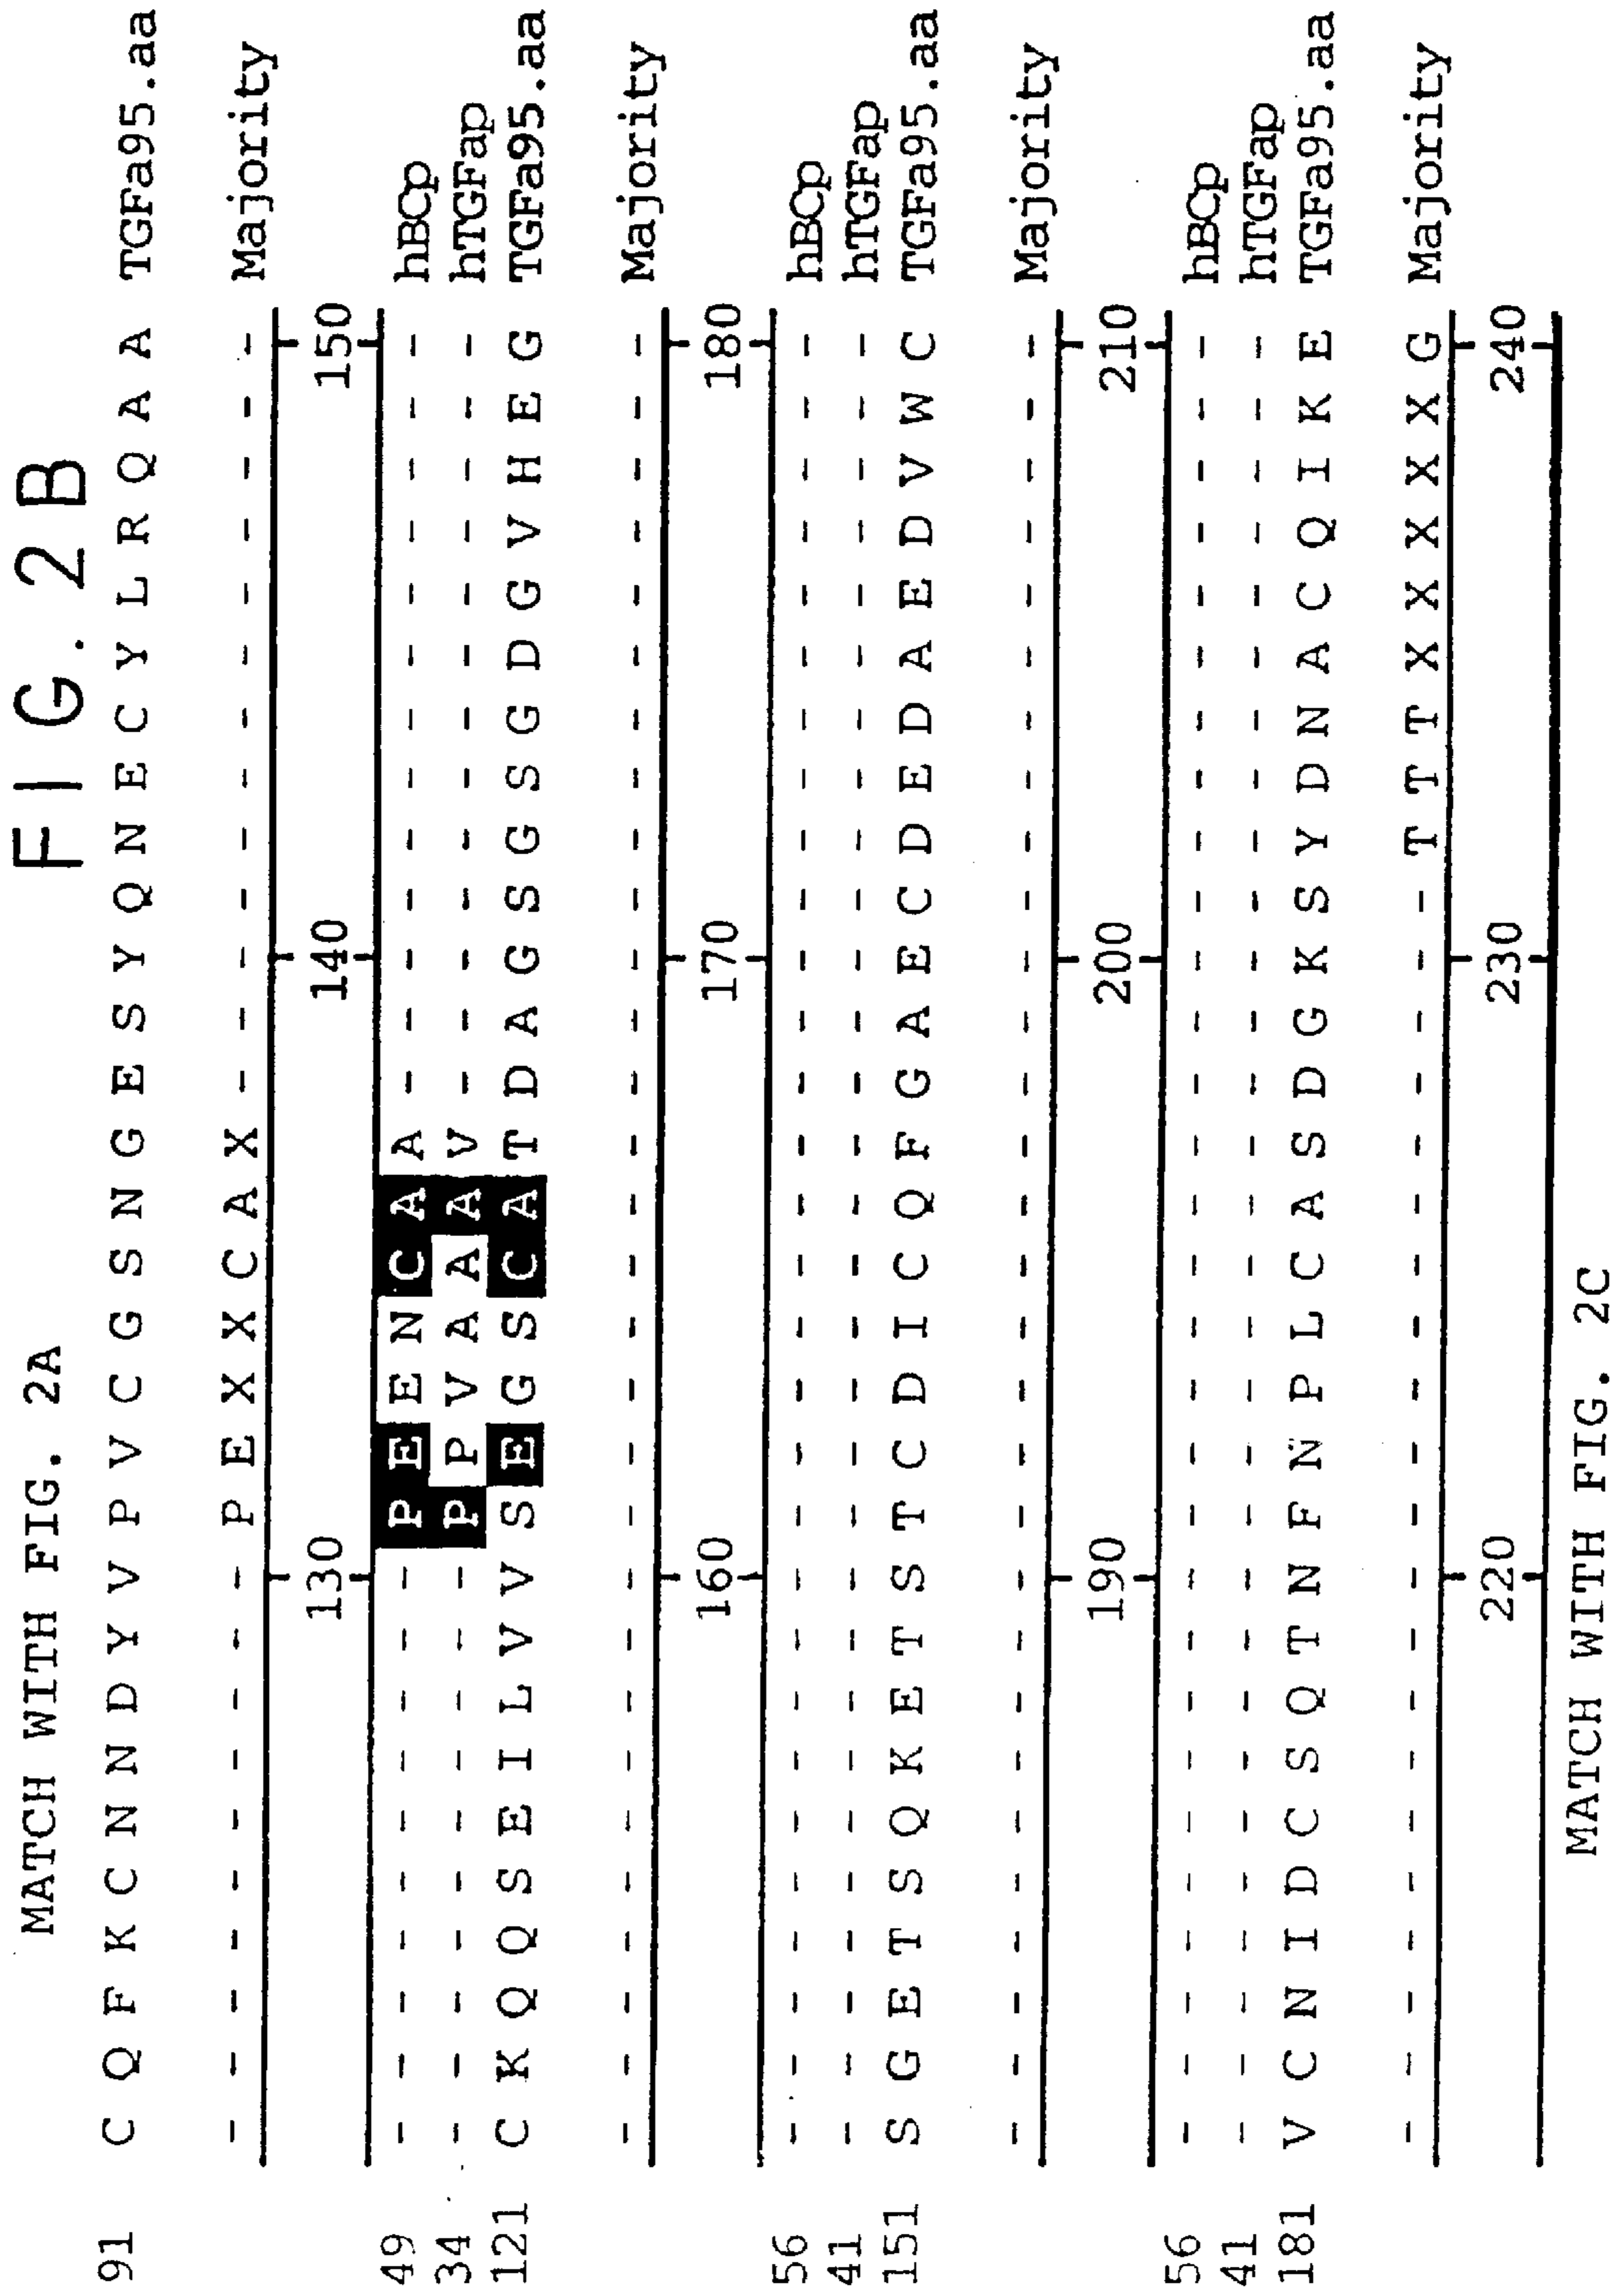 FIG. 2B
MATCH WITH FIG. 2A
91 C Q F K C N N D Y V P V C G S N G E S Y Q N E C Y L R Q A A TGFa95.aa
- - - - - - - - - - P E X X C A X - - - - - - - - - - - - - Majority
130 140 150
49 - - - - - - - - - - P E E N C A A - - - - - - - - - - - - - hBCp
34 - - - - - - - - - - P P V A A A V - - - - - - - - - - - - - hTGFap
121 C K Q Q S E I L V V S E G S C A T D A G S G S G D G V H E G TGFa95.aa
- - - - - - - - - - - - - - - - - - - - - - - - - - - - - - Majority
160 170 180
56 - - - - - - - - - - - - - - - - - - - - - - - - - - - - - - hBCp
41 - - - - - - - - - - - - - - - - - - - - - - - - - - - - - - hTGFap
151 S G E T S Q K E T S T C D I C Q F G A E C D E D A E D V W C TGFa95.aa
- - - - - - - - - - - - - - - - - - - - - - - - - - - - - - Majority
190 200 210
56 - - - - - - - - - - - - - - - - - - - - - - - - - - - - - - hBCp
41 - - - - - - - - - - - - - - - - - - - - - - - - - - - - - - hTGFap
181 V C N I D C S Q T N F N P L C A S D G K S Y D N A C Q I K E TGFa95.aa
- - - - - - - - - - - - - - - - - - - - - T T T X X X X X G Majority
220 230 240
MATCH WITH FIG. 2C